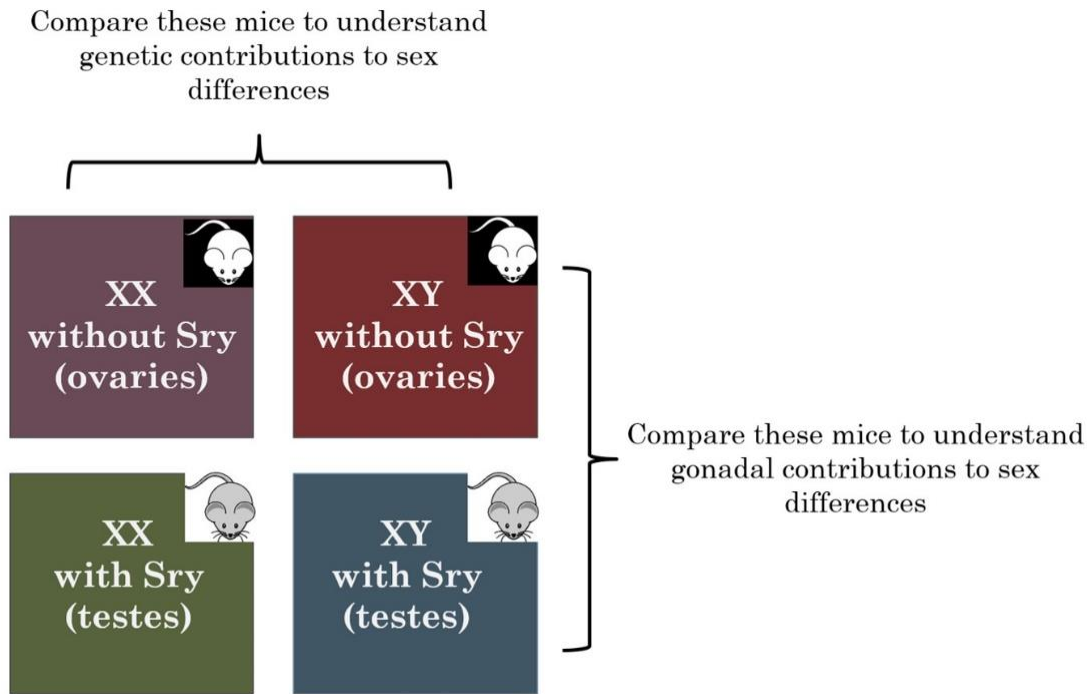 Compare these mice to understand
genetic contributions to sex
differences
XX
without Sry
(ovaries)
XY
without Sry
(ovaries)
XX
with Sry
(testes)
XY
with Sry
(testes)
Compare these mice to understand
gonadal contributions to sex
differences